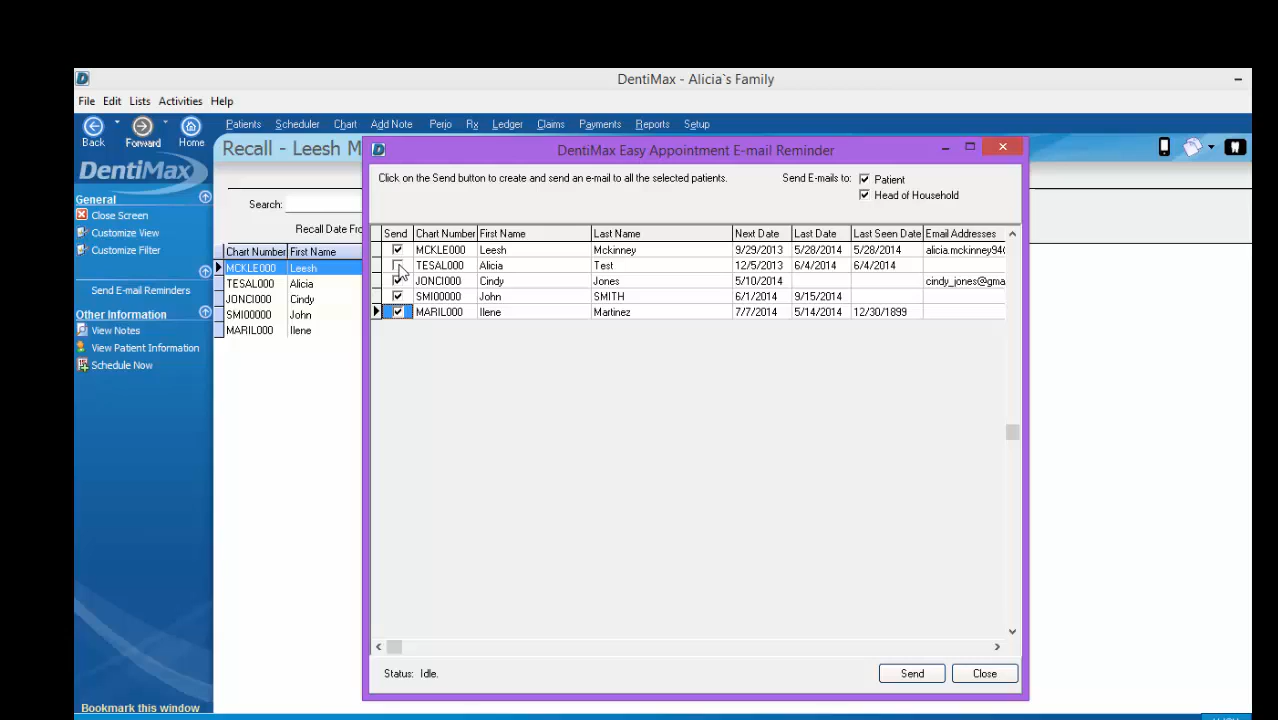 DentiMax - Alicia`s Family
File Edit Lists Activities Help
Back Forward Home
Patients Scheduler Chart Add Note Perio Rx Ledger Claims Payments Reports Setup
DentiMax
General
Close Screen
Customize View
Customize Filter
Send E-mail Reminders
Other Information
View Notes
View Patient Information
Schedule Now
Bookmark this window
Recall - Leesh M
Search:
Recall Date Fro
Chart Number First Name
MCKLE000 Leesh
TESAL000 Alicia
JONCI000 Cindy
SMI00000 John
MARIL000 Ilene
DentiMax Easy Appointment E-mail Reminder
Click on the Send button to create and send an e-mail to all the selected patients.
Send E-mails to: Patient
Head of Household
Send Chart Number First Name Last Name Next Date Last Date Last Seen Date Email Addresses
MCKLE000 Leesh Mckinney 9/29/2013 5/28/2014 5/28/2014 alicia.mckinney94(
TESAL000 Alicia Test 12/5/2013 6/4/2014 6/4/2014
JONCI000 Cindy Jones 5/10/2014 cindy_jones@gma
SMI00000 John SMITH 6/1/2014 9/15/2014
MARIL000 Ilene Martinez 7/7/2014 5/14/2014 12/30/1899
Status: Idle.
Send Close